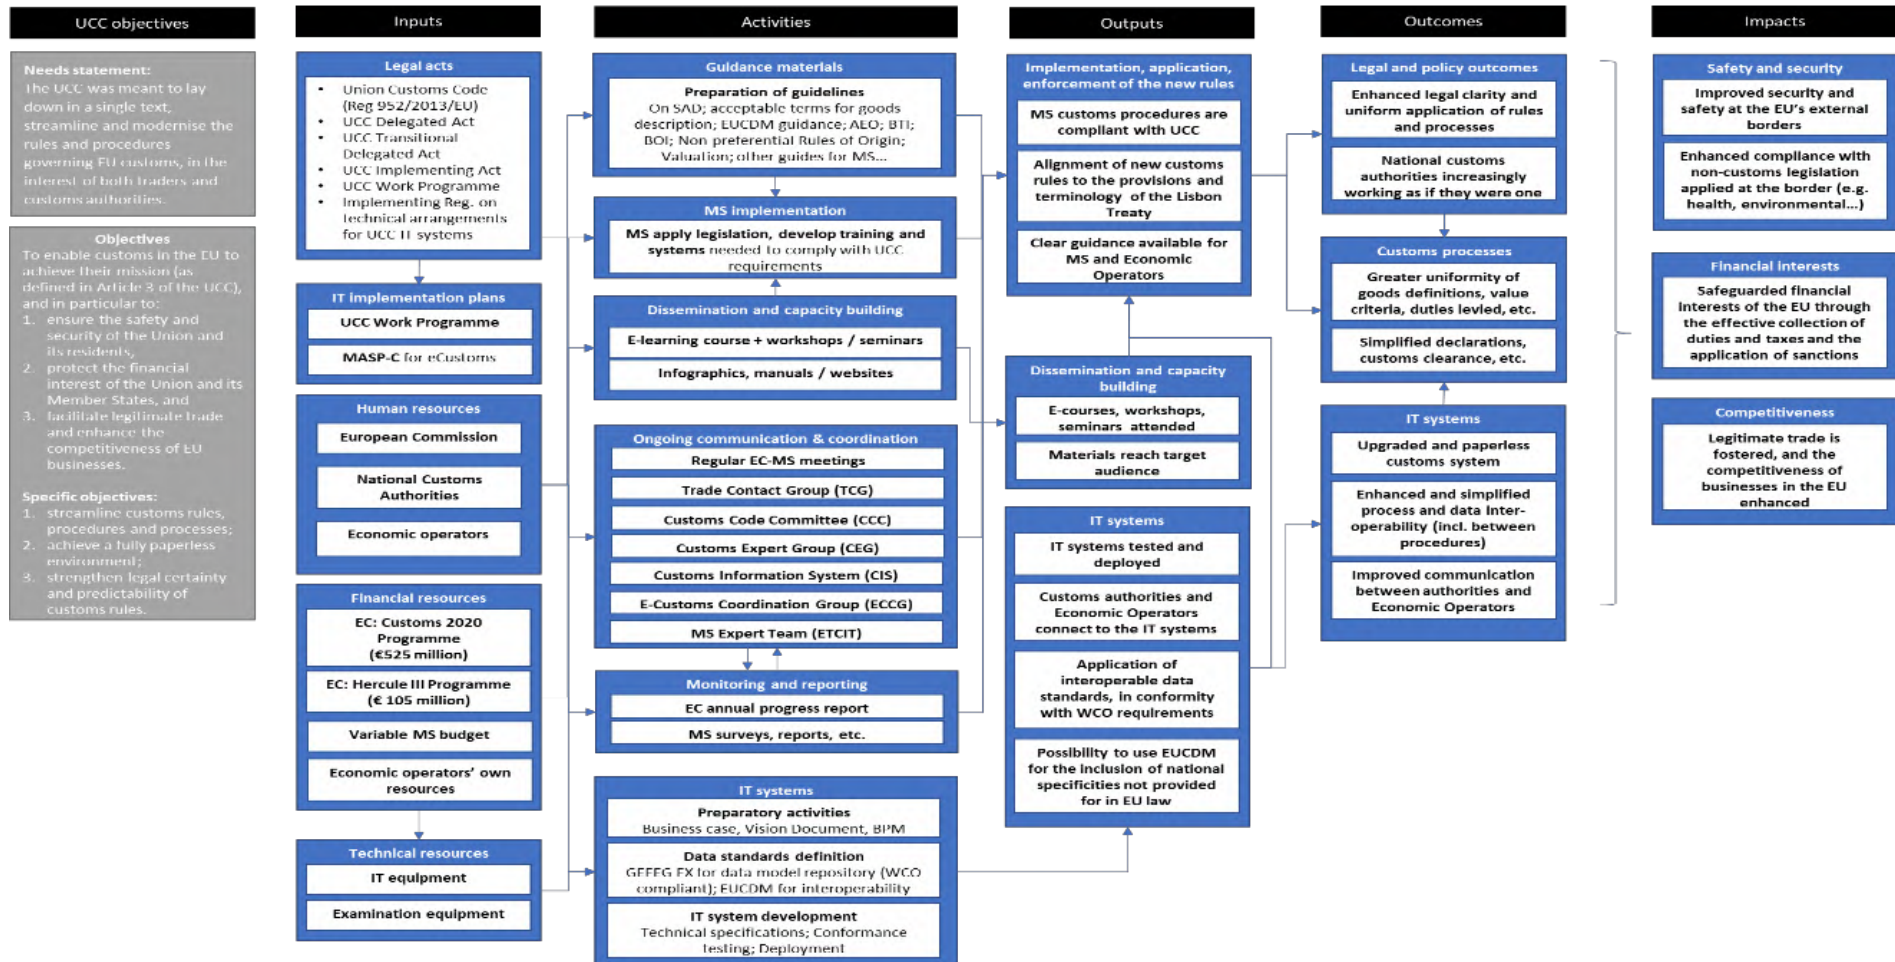 UCC objectives
Needs statement:
The UCC was meant to lay
down in a single text,
streamline and modernise the
rules and procedures
governing EU customs, in the
interest of both traders and
customs authorities.
Objectives
To enable customs in the EU to
achieve their mission (as
defined in Article 3 of the UCC),
and in particular to:
1. ensure the safety and
security of the Union and
its residents,
2. protect the financial
interest of the Union and its
Member States, and
3. facilitate legitimate trade
and enhance the
competitiveness of EU
businesses.
Specific objectives:
1. streamline customs rules,
procedures and processes;
2. achieve a fully paperless
environment;
3. strengthen legal certainty
and predictability of
customs rules.
Inputs
Legal acts
• Union Customs Code
(Reg 952/2013/EU)
• UCC Delegated Act
• UCC Transitional
Delegated Act
• UCC Implementing Act
• UCC Work Programme
• Implementing Reg. on
technical arrangements
for UCC IT systems
IT implementation plans
UCC Work Programme
MASP-C for eCustoms
Human resources
European Commission
National Customs
Authorities
Economic operators
Financial resources
EC: Customs 2020
Programme
(€525 million)
EC: Hercule III Programme
(€ 105 million)
Variable MS budget
Economic operators' own
resources
Technical resources
IT equipment
Examination equipment
Activities
Guidance materials
Preparation of guidelines
On SAD; acceptable terms for goods
description; EUCDM guidance; AEO; BTI;
BOI; Non preferential Rules of Origin;
Valuation; other guides for MS...
MS implementation
MS apply legislation, develop training and
systems needed to comply with UCC
requirements
Dissemination and capacity building
E-learning course + workshops / seminars
Infographics, manuals / websites
Ongoing communication & coordination
Regular EC-MS meetings
Trade Contact Group (TCG)
Customs Code Committee (CCC)
Customs Expert Group (CEG)
Customs Information System (CIS)
E-Customs Coordination Group (ECCG)
MS Expert Team (ETCIT)
Monitoring and reporting
EC annual progress report
MS surveys, reports, etc.
IT systems
Preparatory activities
Business case, Vision Document, BPM
Data standards definition
GEFEG FX for data model repository (WCO
compliant); EUCDM for interoperability
IT system development
Technical specifications; Conformance
testing; Deployment
Outputs
Implementation, application,
enforcement of the new rules
MS customs procedures are
compliant with UCC
Alignment of new customs
rules to the provisions and
terminology of the Lisbon
Treaty
Clear guidance available for
MS and Economic
Operators
Dissemination and capacity
building
E-courses, workshops,
seminars attended
Materials reach target
audience
IT systems
IT systems tested and
deployed
Customs authorities and
Economic Operators
connect to the IT systems
Application of
interoperable data
standards, in conformity
with WCO requirements
Possibility to use EUCDM
for the inclusion of national
specificities not provided
for in EU law
Outcomes
Legal and policy outcomes
Enhanced legal clarity and
uniform application of rules
and processes
National customs
authorities increasingly
working as if they were one
Customs processes
Greater uniformity of
goods definitions, value
criteria, duties levied, etc.
Simplified declarations,
customs clearance, etc.
IT systems
Upgraded and paperless
customs system
Enhanced and simplified
process and data Inter-
operability (incl. between
procedures)
Improved communication
between authorities and
Economic Operators
Impacts
Safety and security
Improved security and
safety at the EU's external
borders
Enhanced compliance with
non-customs legislation
applied at the border (e.g.
health, environmental...)
Financial interests
Safeguarded financial
interests of the EU through
the effective collection of
duties and taxes and the
application of sanctions
Competitiveness
Legitimate trade is
fostered, and the
competitiveness of
businesses in the EU
enhanced